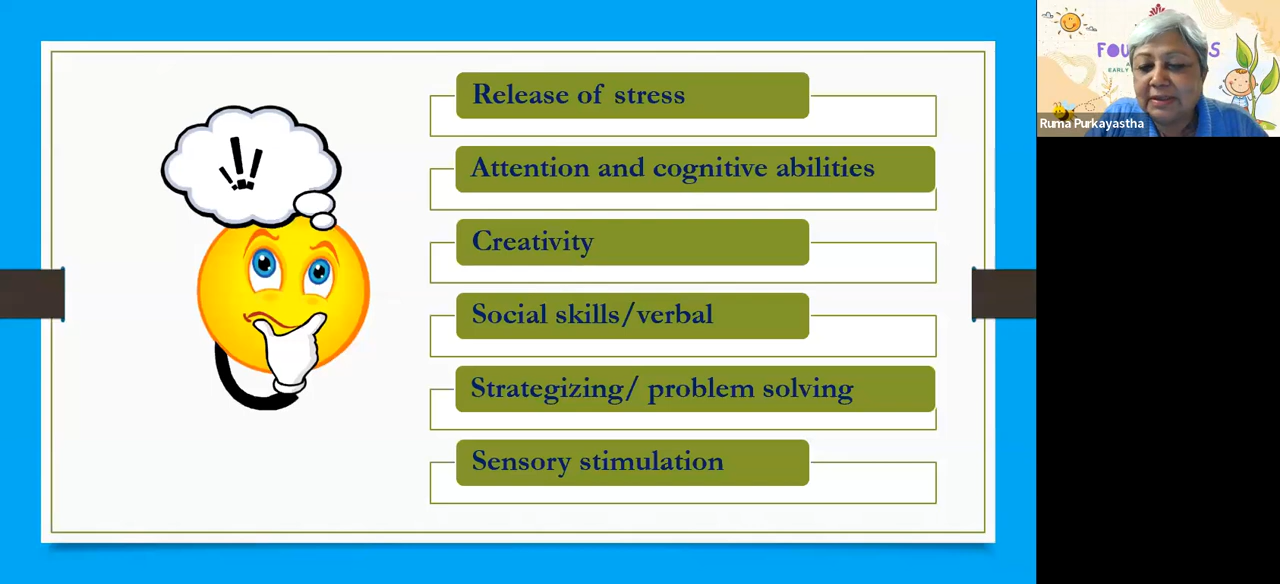 Release of stress
Attention and cognitive abilities
Creativity
Social skills/verbal
Strategizing/ problem solving
Sensory stimulation
Ruma Purkayastha